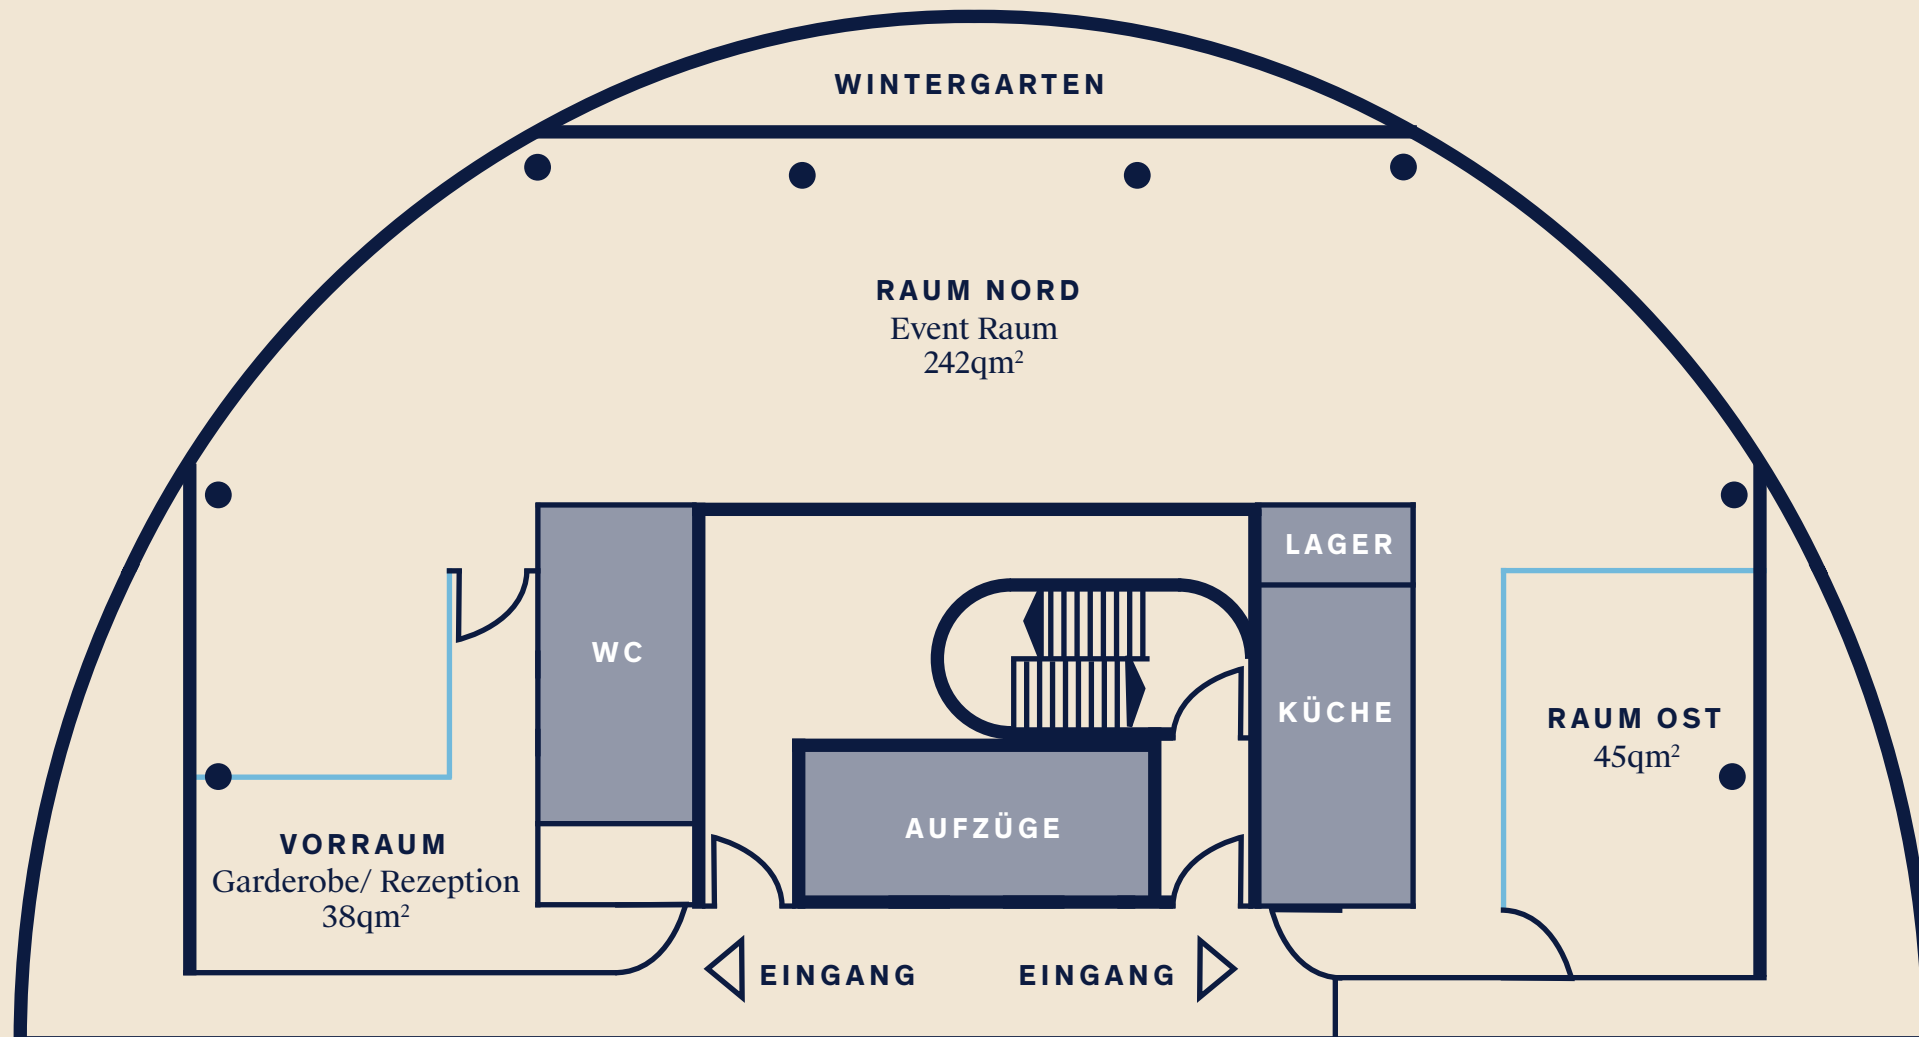 WINTERGARTEN
RAUM NORD
Event Raum
242qm²
LAGER
WC
KÜCHE
RAUM OST
45qm²
AUFZÜGE
VORRAUM
Garderobe/ Rezeption
38qm²
EINGANG
EINGANG